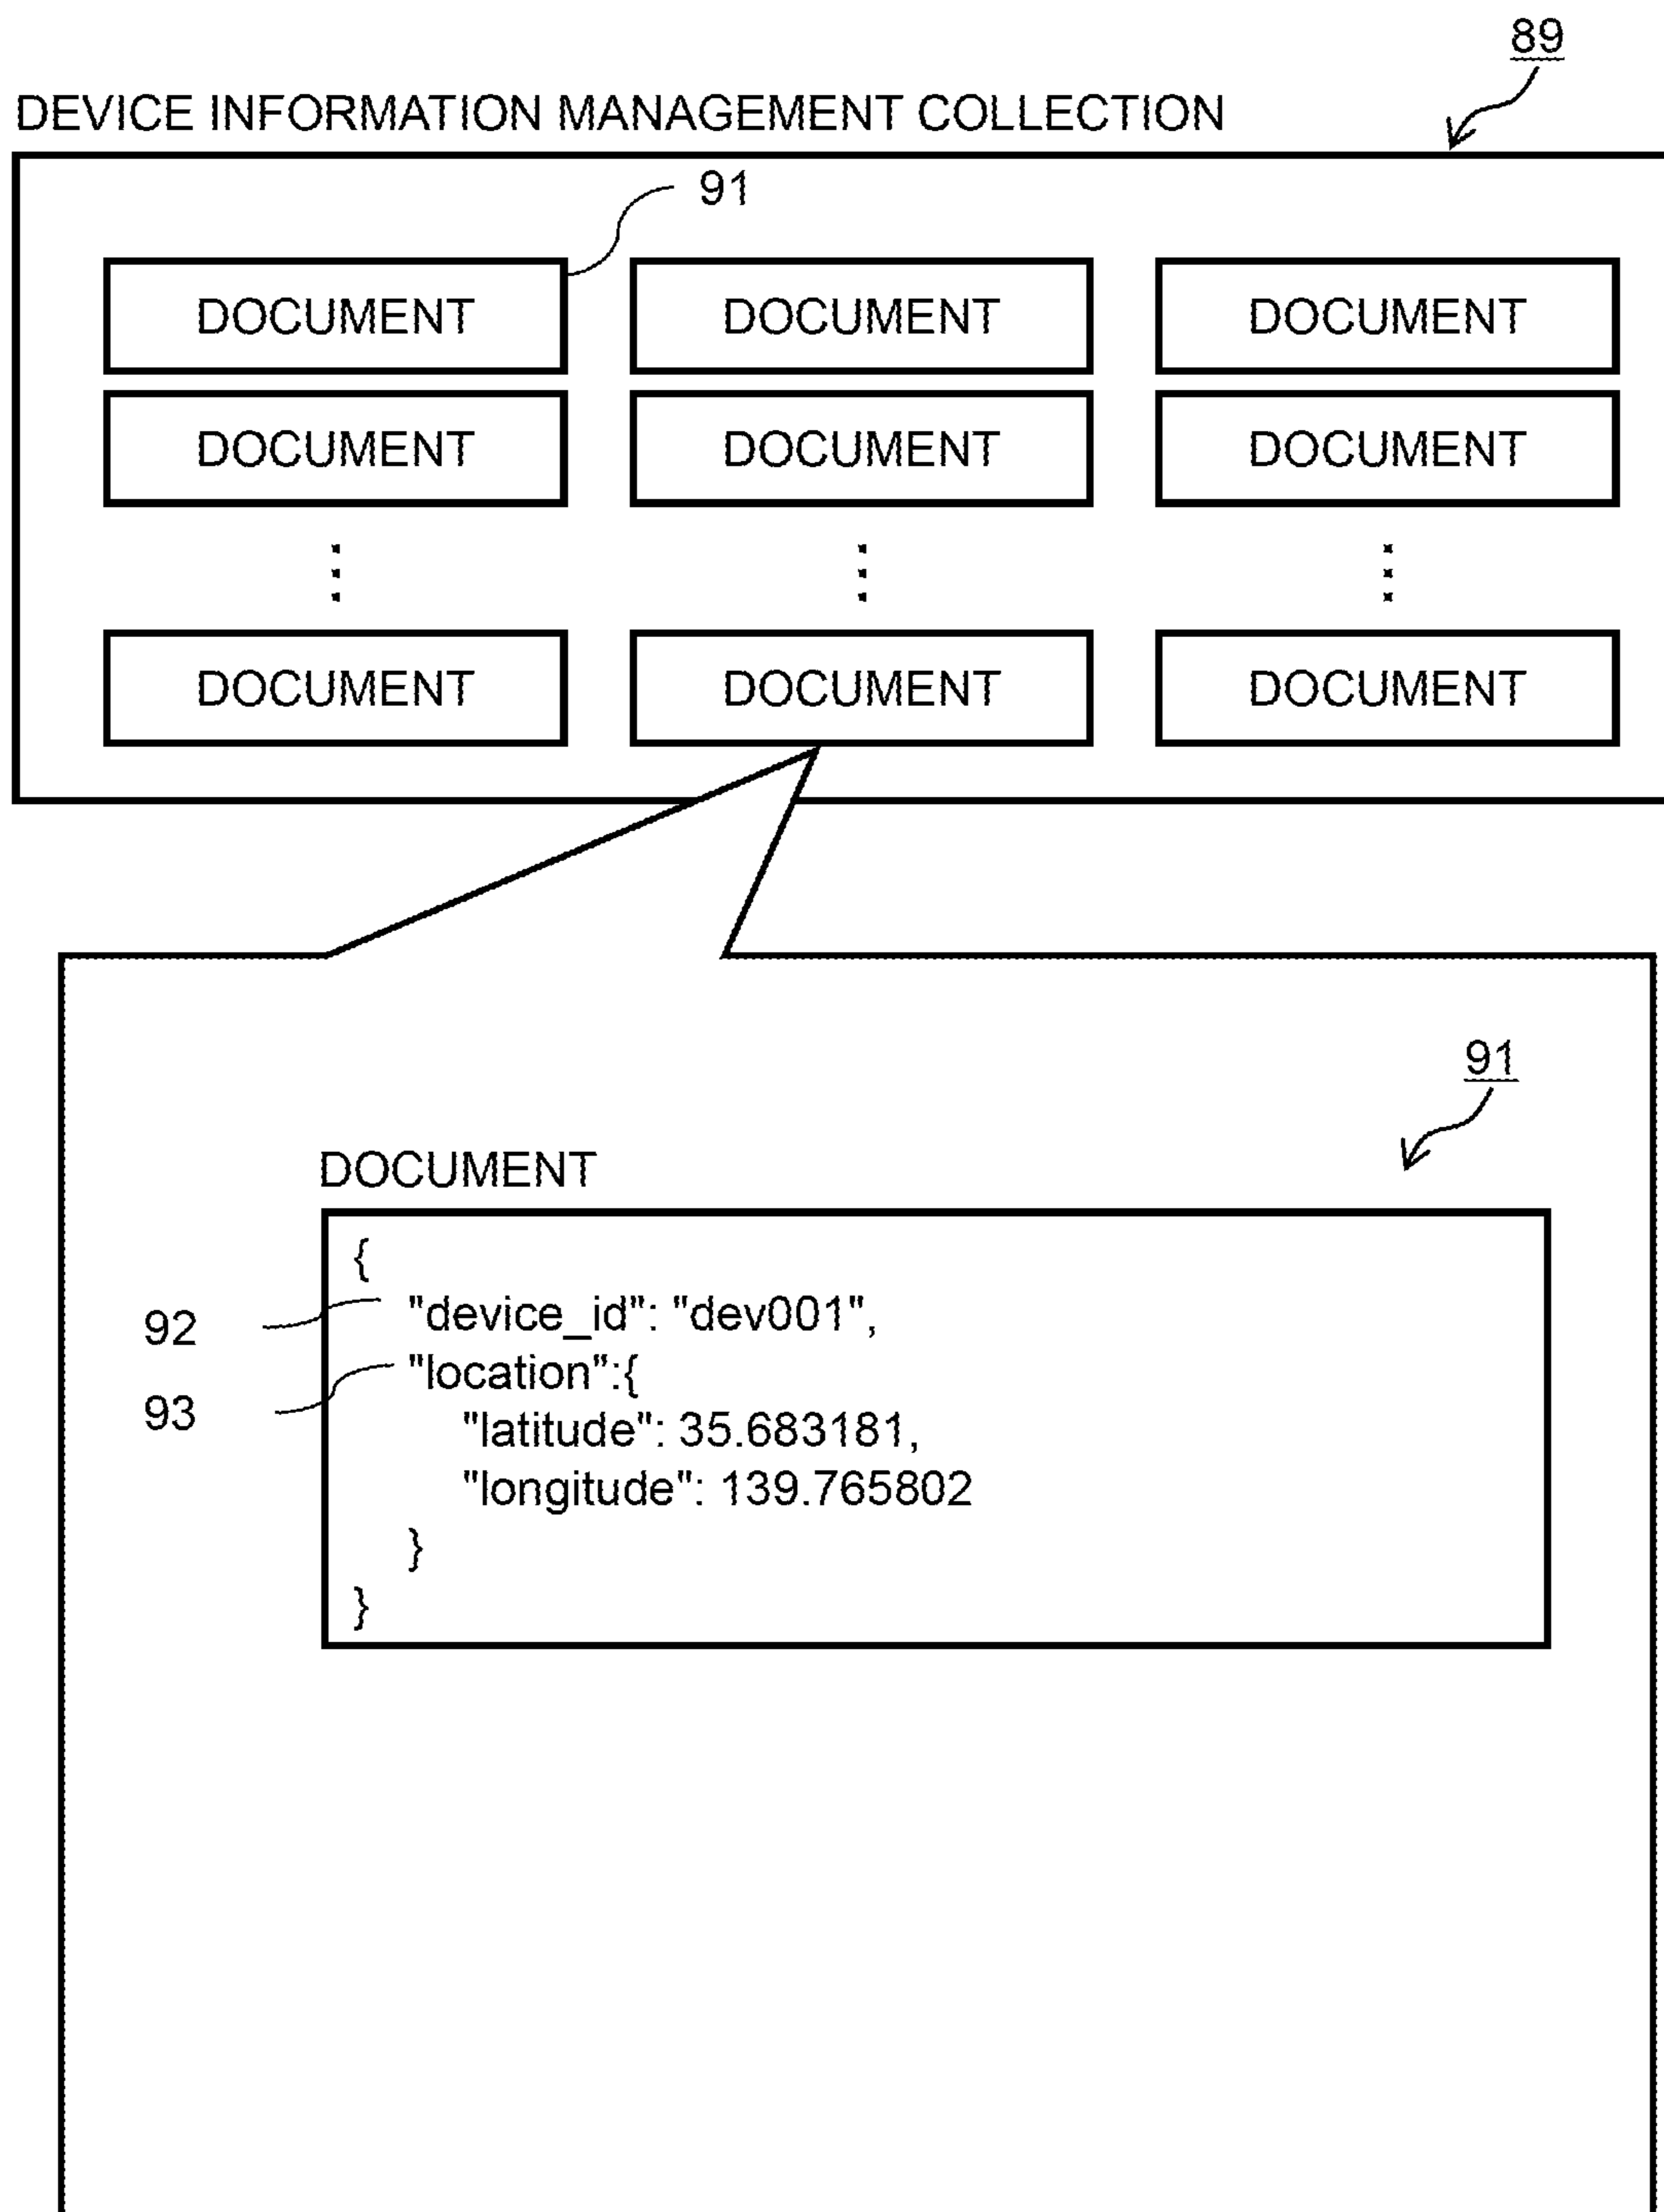 89
DEVICE INFORMATION MANAGEMENT COLLECTION
91
DOCUMENT DOCUMENT DOCUMENT
DOCUMENT DOCUMENT DOCUMENT
DOCUMENT DOCUMENT DOCUMENT
91
DOCUMENT
{
92 "device_id": "dev001",
"location":{
93
"latitude": 35.683181,
"longitude": 139.765802
}
}